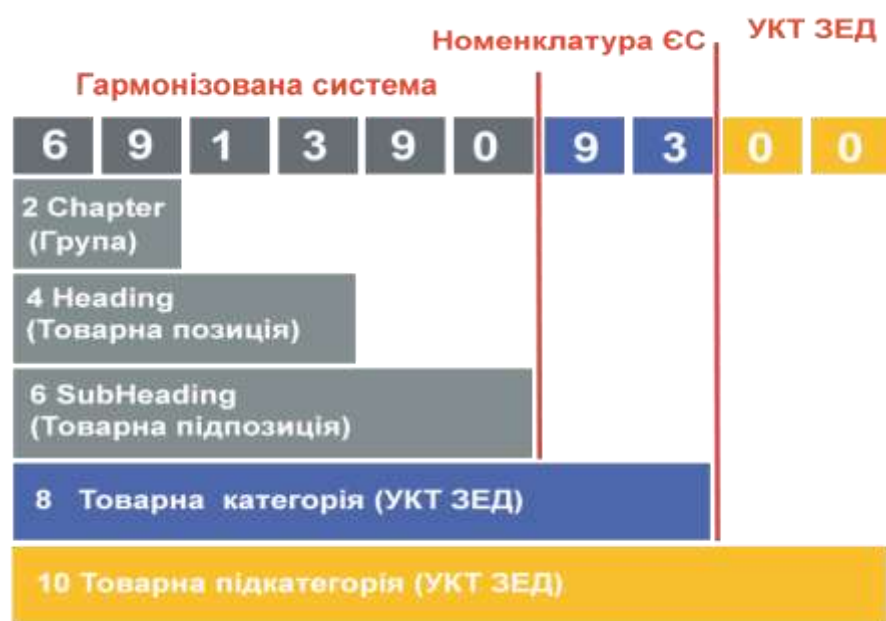 Номенклатура ЄС
УКТ ЗЕД
Гармонізована система
6 9 1 3 9 0 9 3 0 0
2 Chapter
(Група)
4 Heading
(Товарна позиція)
6 SubHeading
(Товарна підпозиція)
8 Товарна категорія (УКТ ЗЕД)
10 Товарна підкатегорія (УКТ ЗЕД)